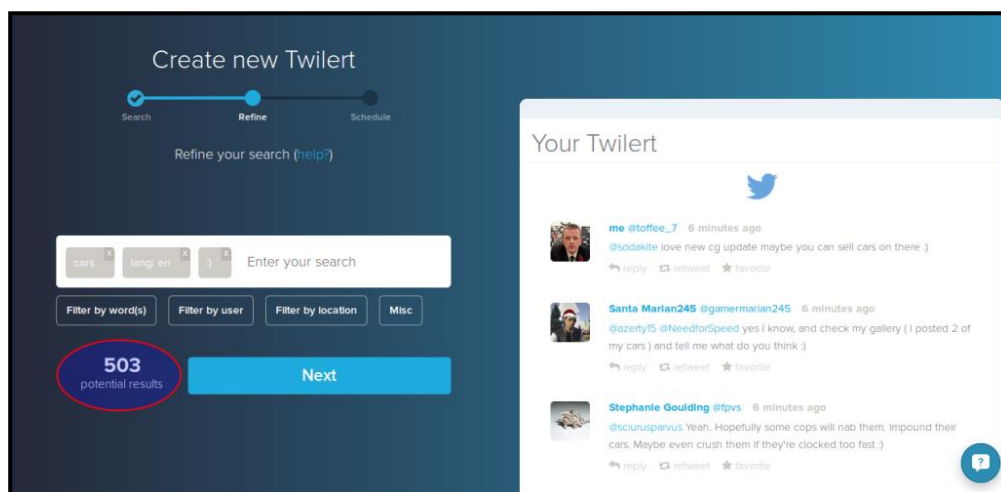 Create new Twilert
Search Refine Schedule
Refine your search (help?)
cars x lang: en x :) x Enter your search
Filter by word(s) Filter by user Filter by location Misc
503
potential results
Next
Your Twilert
me @toffee_7 6 minutes ago
@sodakite love new cg update maybe you can sell cars on there :)
reply retweet favorite
Santa Marian245 @gamermarian245 6 minutes ago
@azerty15 @NeedforSpeed yes I know, and check my gallery ( I posted 2 of
my cars ) and tell me what do you think :)
reply retweet favorite
Stephanie Goulding @fpvs 6 minutes ago
@sciurusparvus Yeah. Hopefully some cops will nab them. Impound their
cars. Maybe even crush them if they're clocked too fast :)
reply retweet favorite
?